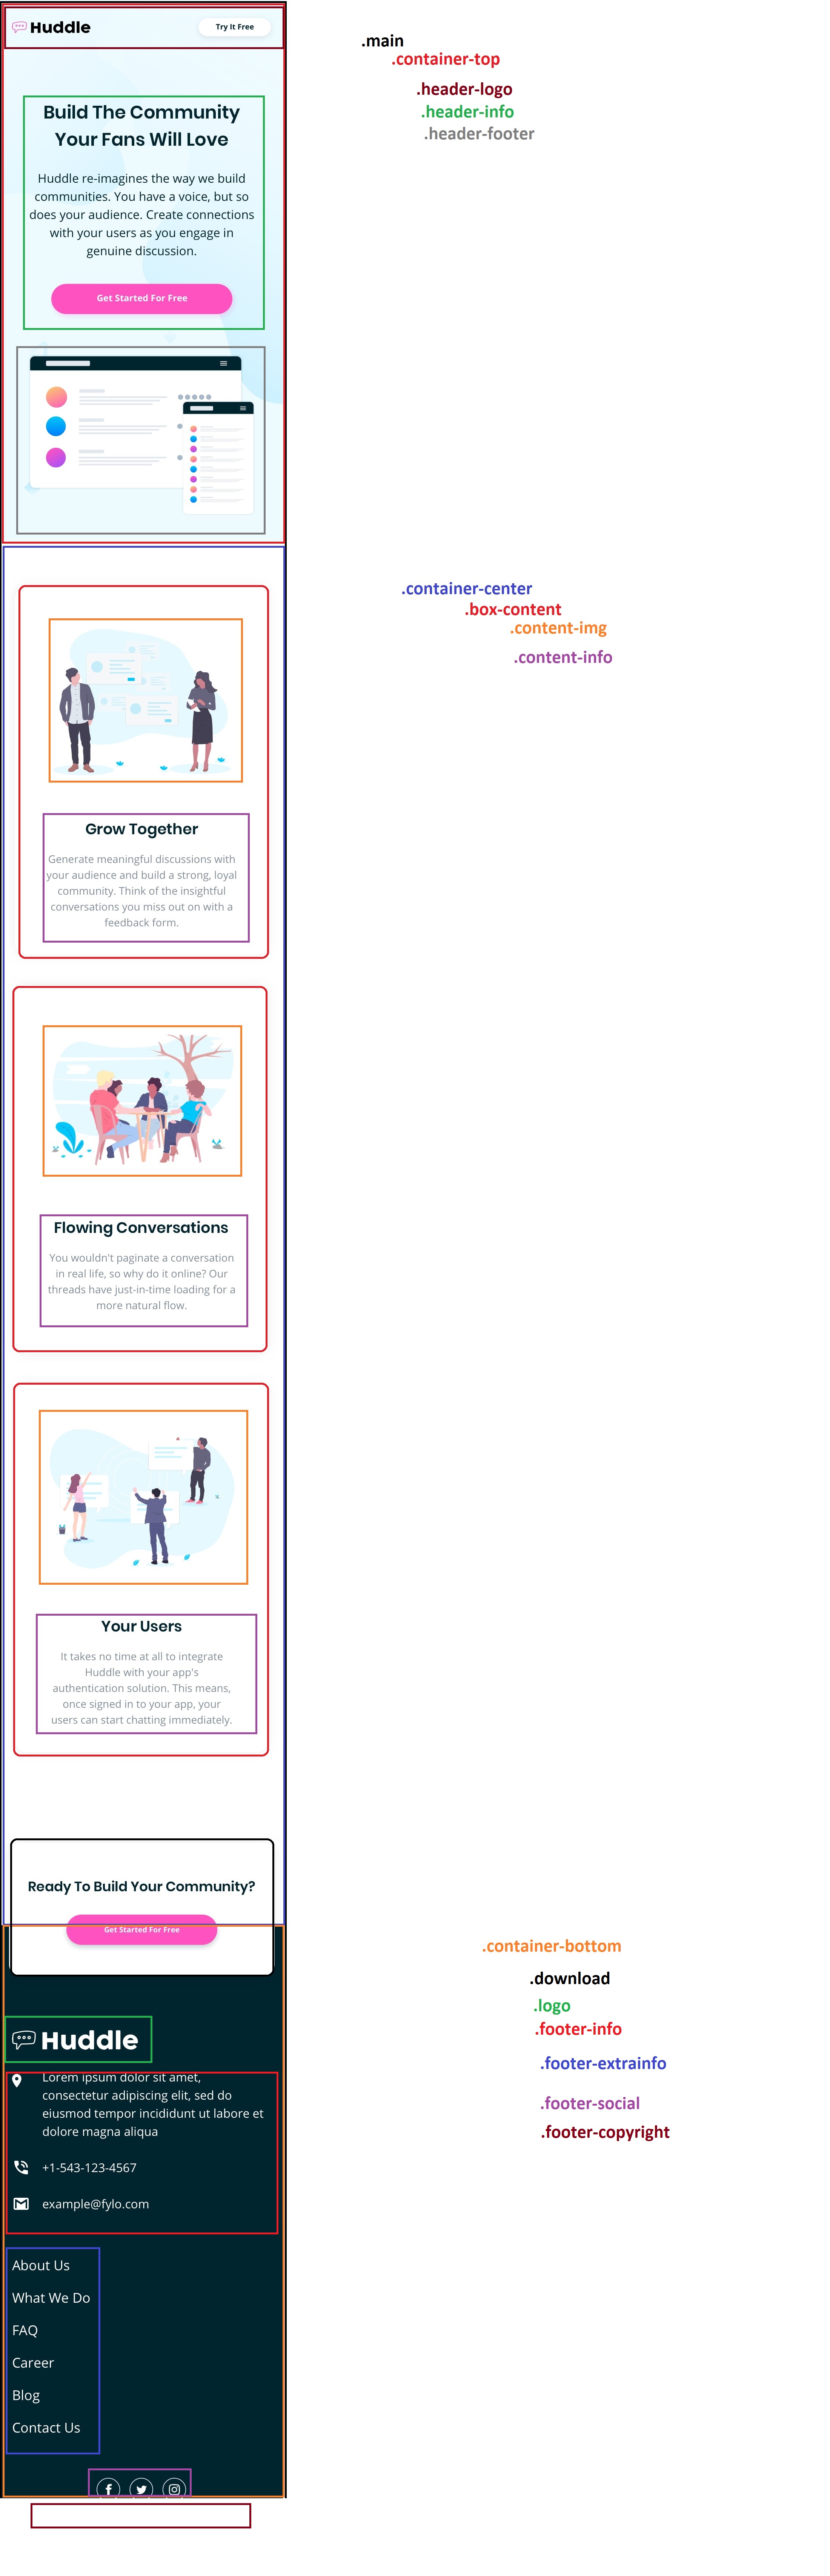 Huddle
Try It Free
.main
.container-top
.header-logo
.header-info
.header-footer
Build The Community
Your Fans Will Love
Huddle re-imagines the way we build
communities. You have a voice, but so
does your audience. Create connections
with your users as you engage in
genuine discussion.
Get Started For Free
.container-center
.box-content
.content-img
.content-info
Grow Together
Generate meaningful discussions with
your audience and build a strong, loyal
community. Think of the insightful
conversations you miss out on with a
feedback form.
Flowing Conversations
You wouldn't paginate a conversation
in real life, so why do it online? Our
threads have just-in-time loading for a
more natural flow.
Your Users
It takes no time at all to integrate
Huddle with your app's
authentication solution. This means,
once signed in to your app, your
users can start chatting immediately.
Ready To Build Your Community?
Get Started For Free
.container-bottom
.download
.logo
.footer-info
.footer-extrainfo
.footer-social
.footer-copyright
Huddle
Lorem ipsum dolor sit amet,
consectetur adipiscing elit, sed do
eiusmod tempor incididunt ut labore et
dolore magna aliqua
+1-543-123-4567
example@fylo.com
About Us
What We Do
FAQ
Career
Blog
Contact Us